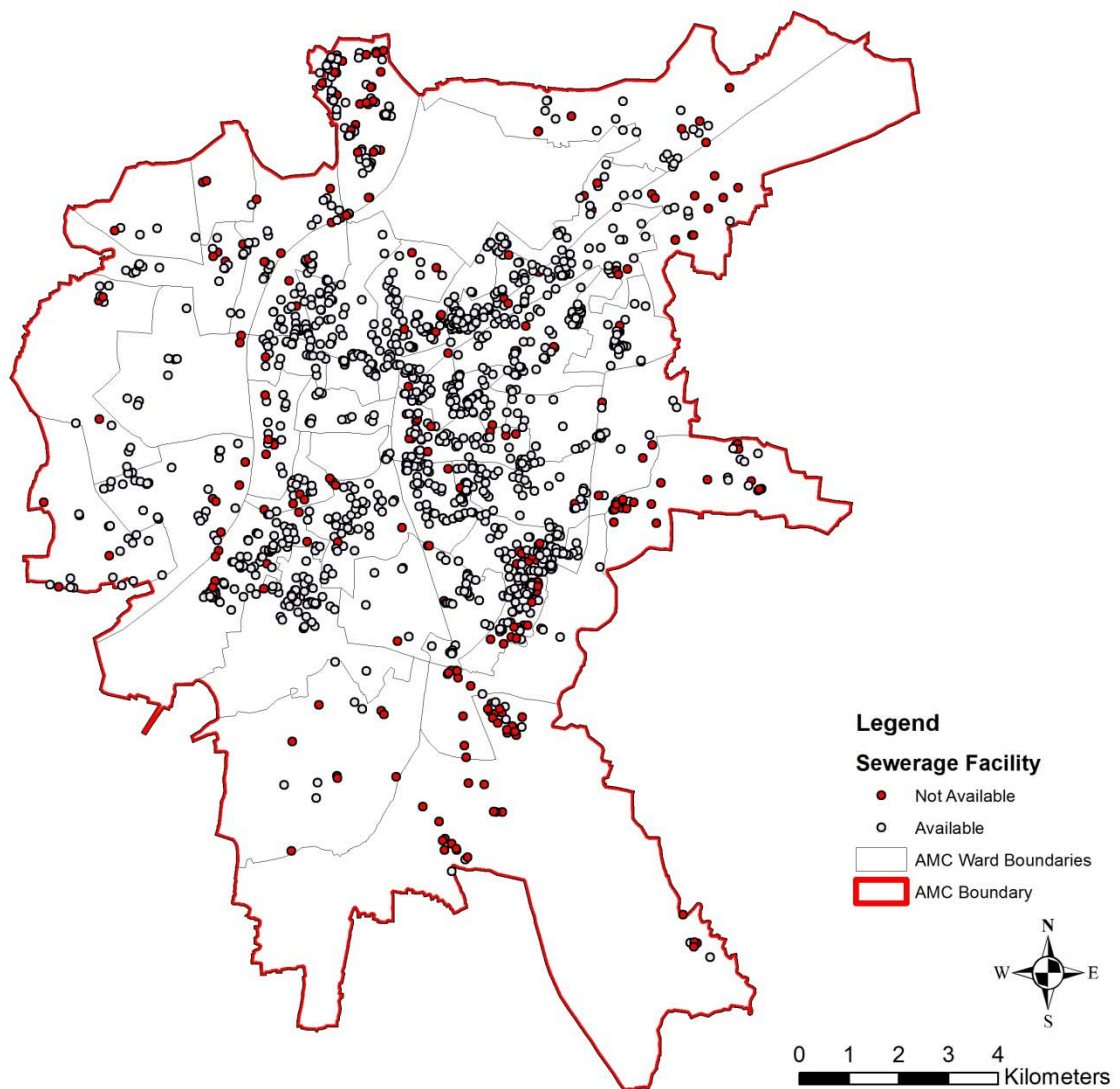 Legend
Sewerage Facility
Not Available
Available
AMC Ward Boundaries
AMC Boundary
N
W E
S
0 1 2 3 4
Kilometers